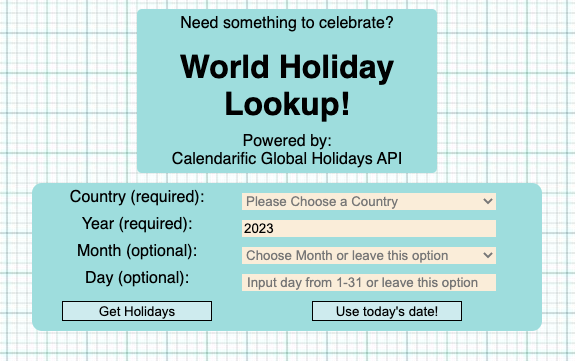 Need something to celebrate?
World Holiday
Lookup!
Powered by:
Calendarific Global Holidays API
Country (required): Please Choose a Country
Year (required): 2023
Month (optional): Choose Month or leave this option
Day (optional): Input day from 1-31 or leave this option
Get Holidays Use today's date!